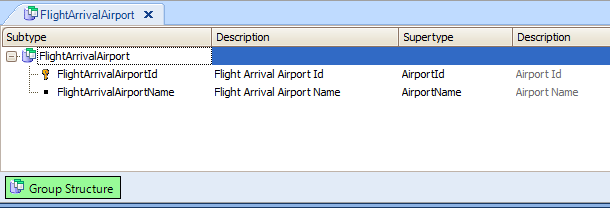 FlightArrivalAirport
Subtype Description Supertype Description
FlightArrivalAirport
FlightArrivalAirportId Flight Arrival Airport Id AirportId Airport Id
FlightArrivalAirportName Flight Arrival Airport Name AirportName Airport Name
Group Structure